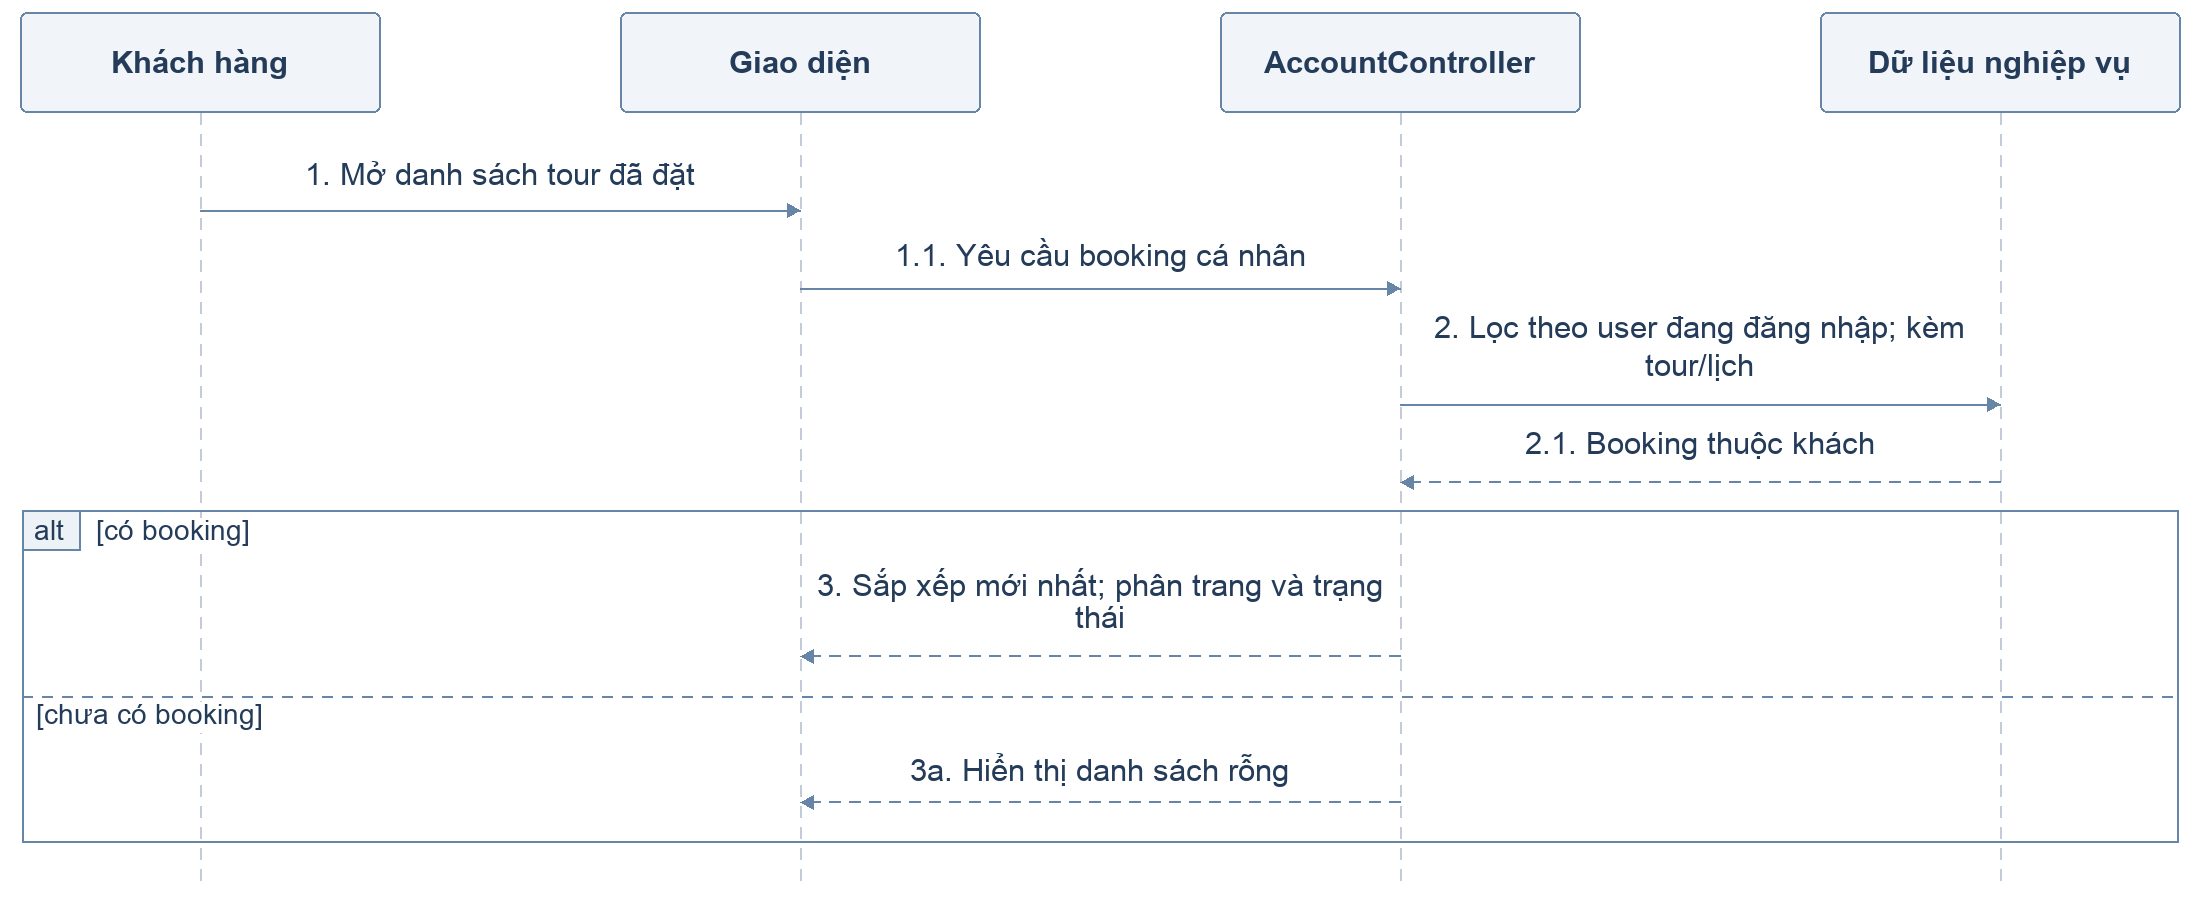 Khách hàng
Giao diện
AccountController
Dữ liệu nghiệp vụ
1. Mở danh sách tour đã đặt
1.1. Yêu cầu booking cá nhân
2. Lọc theo user đang đăng nhập; kèm
tour/lịch
2.1. Booking thuộc khách
alt
[có booking]
3. Sắp xếp mới nhất; phân trang và trạng
thái
[chưa có booking]
3a. Hiển thị danh sách rỗng